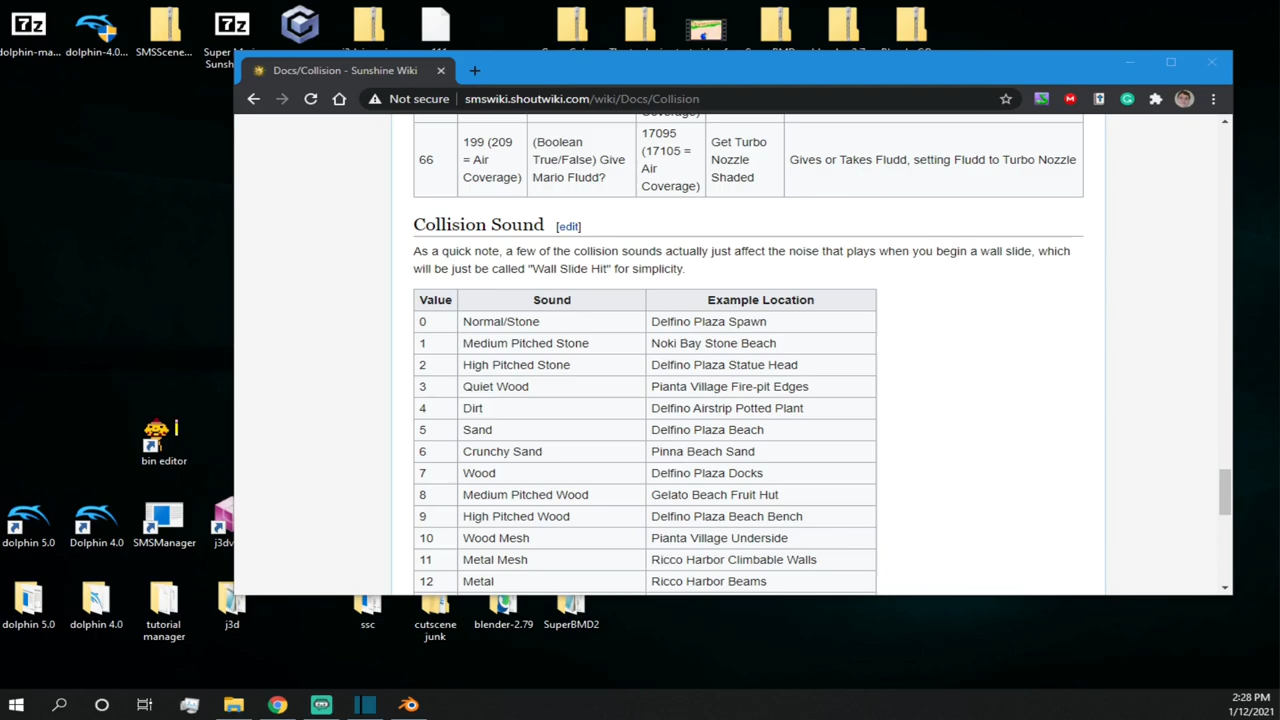 dolphin-ma...
dolphin-4.0...
SMSScene...
Super Ma
Sunsh
111
Docs/Collision - Sunshine Wiki
Not secure
smswiki.shoutwiki.com/wiki/Docs/Collision
66
199 (209
= Air
Coverage)
(Boolean
True/False) Give
Mario Fludd?
17095
(17105 =
Air
Coverage)
Get Turbo
Nozzle
Shaded
Gives or Takes Fludd, setting Fludd to Turbo Nozzle
Collision Sound [edit]
As a quick note, a few of the collision sounds actually just affect the noise that plays when you begin a wall slide, which
will be just be called "Wall Slide Hit" for simplicity.
Value Sound Example Location
0 Normal/Stone Delfino Plaza Spawn
1 Medium Pitched Stone Noki Bay Stone Beach
2 High Pitched Stone Delfino Plaza Statue Head
3 Quiet Wood Pianta Village Fire-pit Edges
4 Dirt Delfino Airstrip Potted Plant
5 Sand Delfino Plaza Beach
6 Crunchy Sand Pinna Beach Sand
7 Wood Delfino Plaza Docks
8 Medium Pitched Wood Gelato Beach Fruit Hut
9 High Pitched Wood Delfino Plaza Beach Bench
10 Wood Mesh Pianta Village Underside
11 Metal Mesh Ricco Harbor Climbable Walls
12 Metal Ricco Harbor Beams
bin editor
dolphin 5.0
Dolphin 4.0
SMSManager
j3dv
dolphin 5.0
dolphin 4.0
tutorial
manager
j3d
ssc
cutscene
junk
blender-2.79
SuperBMD2
2:28 PM
1/12/2021